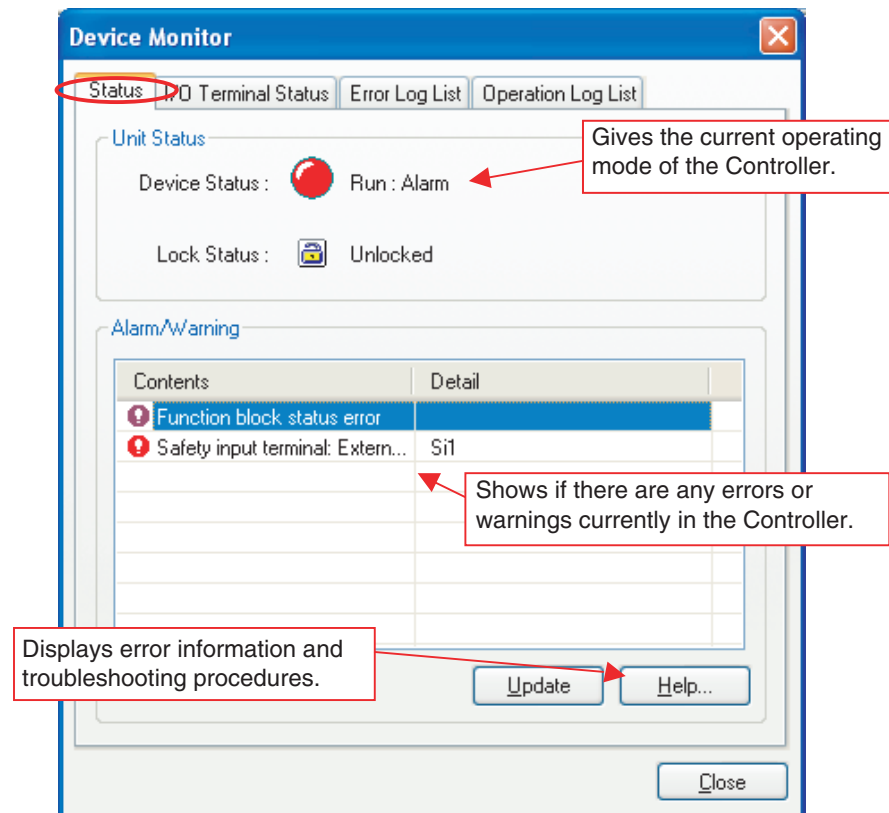 Device Monitor
Status I/O Terminal Status Error Log List Operation Log List
Unit Status
Gives the current operating
mode of the Controller.
Device Status : Run : Alarm
Lock Status : Unlocked
Alarm/Warning
Contents Detail
Function block status error
Safety input terminal: Extern... Si1
Shows if there are any errors or
warnings currently in the Controller.
Displays error information and
troubleshooting procedures.
Update Help...
Close